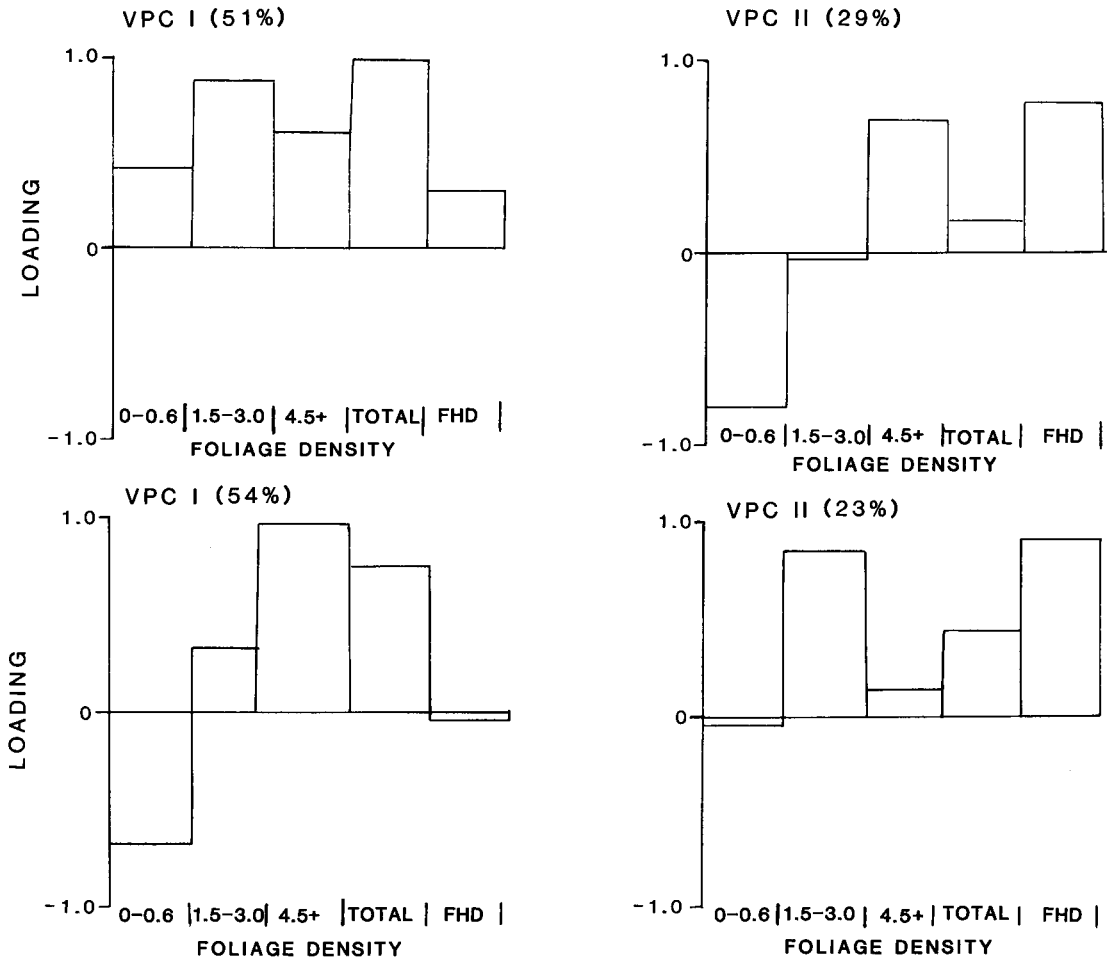 VPC I (51%)
1.0
0
-1.0
LOADING
0-0.6 | 1.5-3.0 | 4.5+ | TOTAL | FHD |
FOLIAGE DENSITY
VPC II (29%)
1.0
0
-1.0
0-0.6 | 1.5-3.0 | 4.5+ | TOTAL | FHD |
FOLIAGE DENSITY
VPC I (54%)
1.0
0
-1.0
LOADING
0-0.6 | 1.5-3.0 | 4.5+ | TOTAL | FHD |
FOLIAGE DENSITY
VPC II (23%)
1.0
0
-1.0
0-0.6 | 1.5-3.0 | 4.5+ | TOTAL | FHD |
FOLIAGE DENSITY